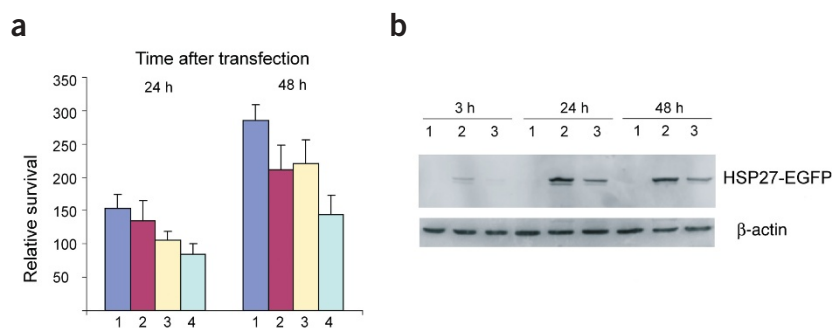 a
Time after transfection
24 h 48 h
Relative survival
350
300
250
200
150
100
50
1 2 3 4 1 2 3 4
b
3 h 24 h 48 h
1 2 3 1 2 3 1 2 3
HSP27-EGFP
β-actin